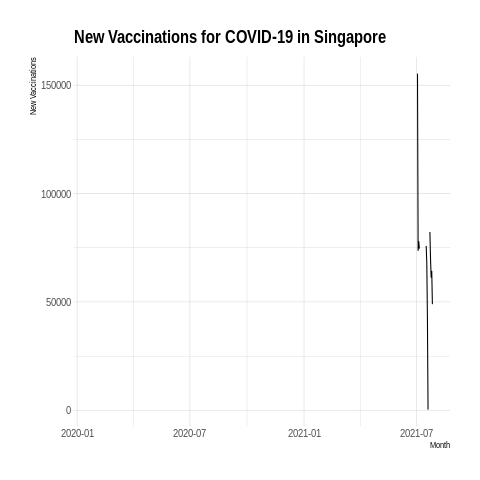 New Vaccinations for COVID-19 in Singapore
New Vaccinations
150000
100000
50000
0
2020-01 2020-07 2021-01 2021-07
Month